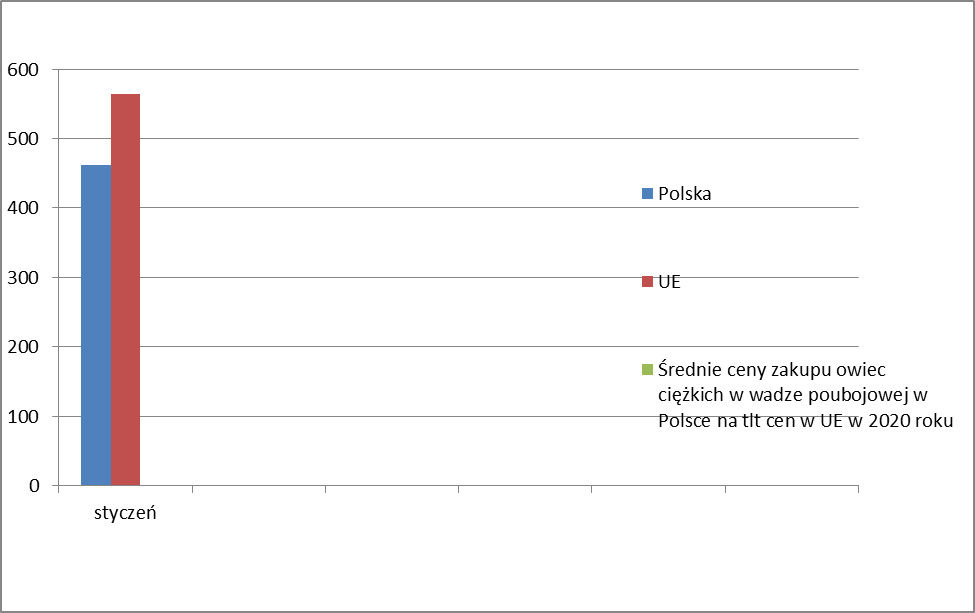 600
500
400
300
200
100
0
styczeń
Polska
UE
Średnie ceny zakupu owiec
ciężkich w wadze poubojowej w
Polsce na tlt cen w UE w 2020 roku